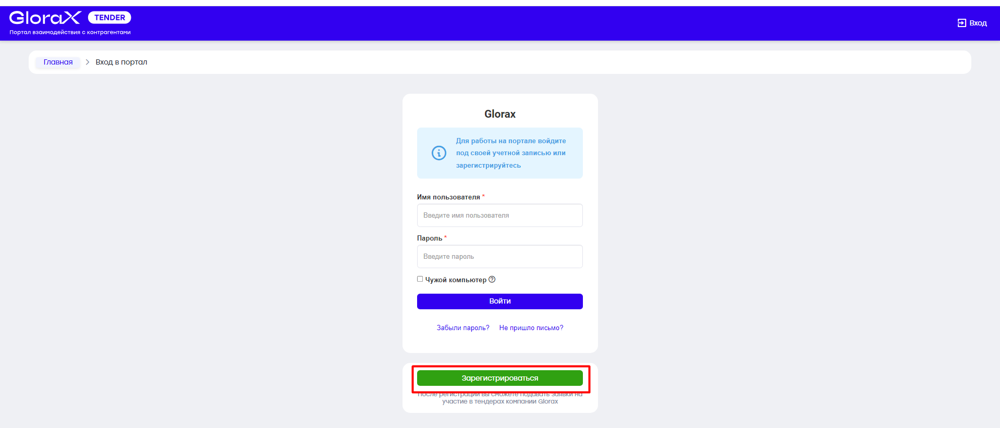 GloraX TENDER
Портал взаимодействия с контрагентами
Вход
Главная > Вход в портал
Glorax
Для работы на портале войдите
под своей учетной записью или
зарегистрируйтесь
Имя пользователя *
Введите имя пользователя
Пароль *
Введите пароль
Чужой компьютер
Войти
Забыли пароль? Не пришло письмо?
Зарегистрироваться
После регистрации вы сможете подавать заявки на
участие в тендерах компании Glorax